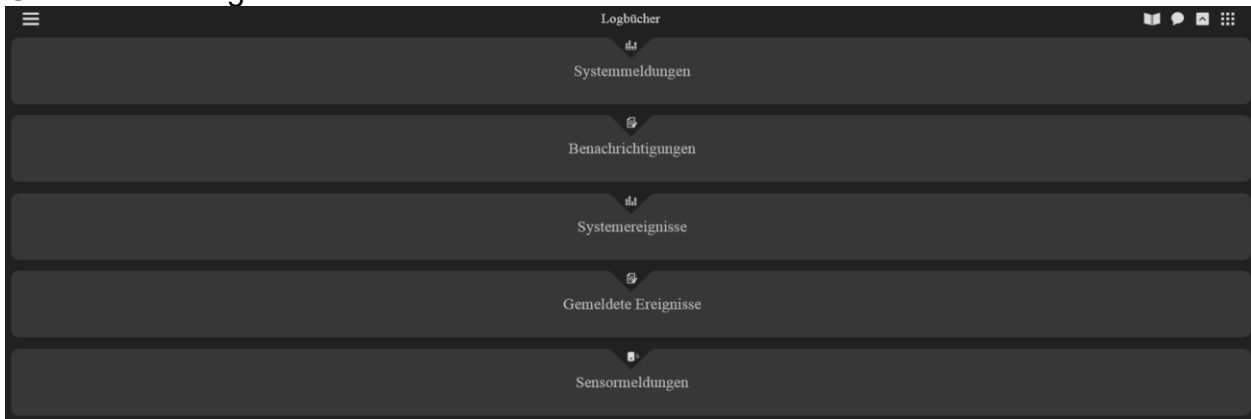 Logbücher
Systemmeldungen
Benachrichtigungen
Systemereignisse
Gemeldete Ereignisse
Sensormeldungen